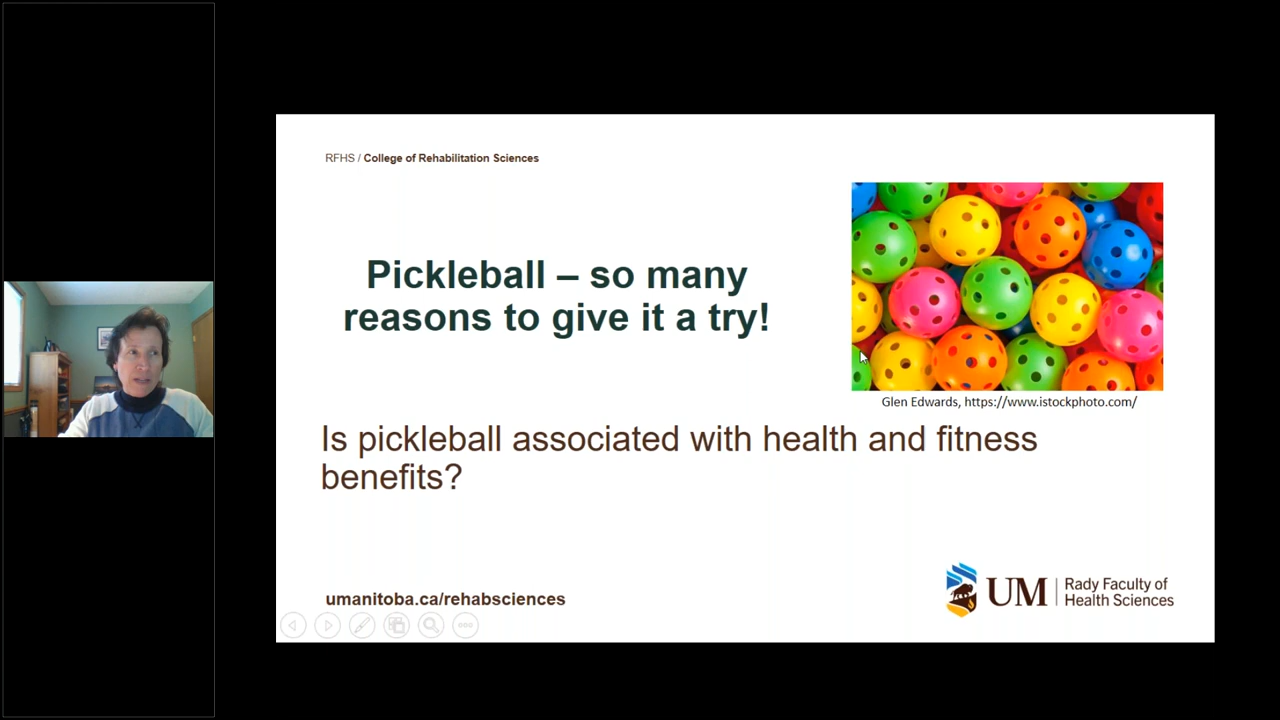 RFHS / College of Rehabilitation Sciences
Pickleball – so many
reasons to give it a try!
Glen Edwards, https://www.istockphoto.com/
Is pickleball associated with health and fitness
benefits?
umanitoba.ca/rehabsciences
UM
Rady Faculty of
Health Sciences